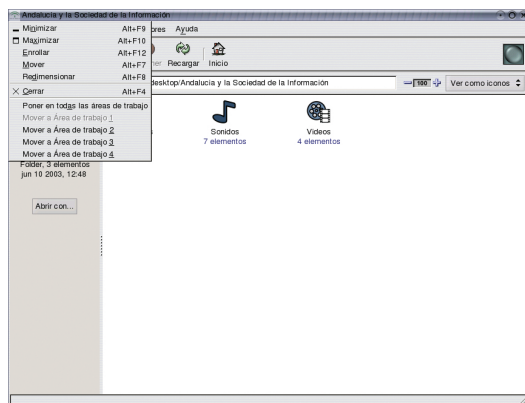 Andalucia y la Sociedad de la Información
Minimizar Alt+F9
Maximizar Alt+F10
Enrollar Alt+F12
Mover Alt+F7
Redimensionar Alt+F8
Cerrar Alt+F4
Poner en todas las áreas de trabajo
Mover a Área de trabajo 1
Mover a Área de trabajo 2
Mover a Área de trabajo 3
Mover a Área de trabajo 4
Ayuda
Recargar Inicio
Andalucia y la Sociedad de la Información 100 Ver como iconos
Sonidos
7 elementos
Videos
4 elementos
Folder, 3 elementos
jun 10 2003, 12:48
Abrir con...